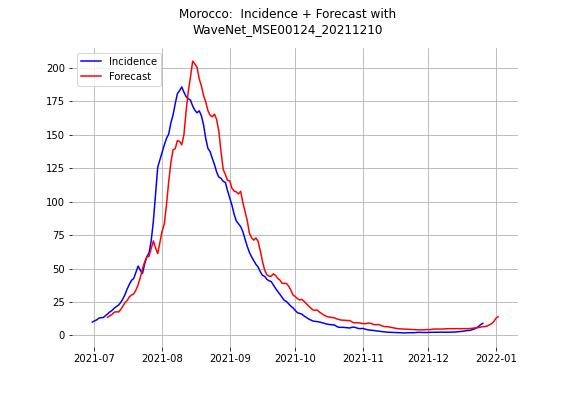 Morocco:  Incidence + Forecast with
WaveNet_MSE00124_20211210
Incidence
Forecast
200
175
150
125
100
75
50
25
0
2021-07 2021-08 2021-09 2021-10 2021-11 2021-12 2022-01